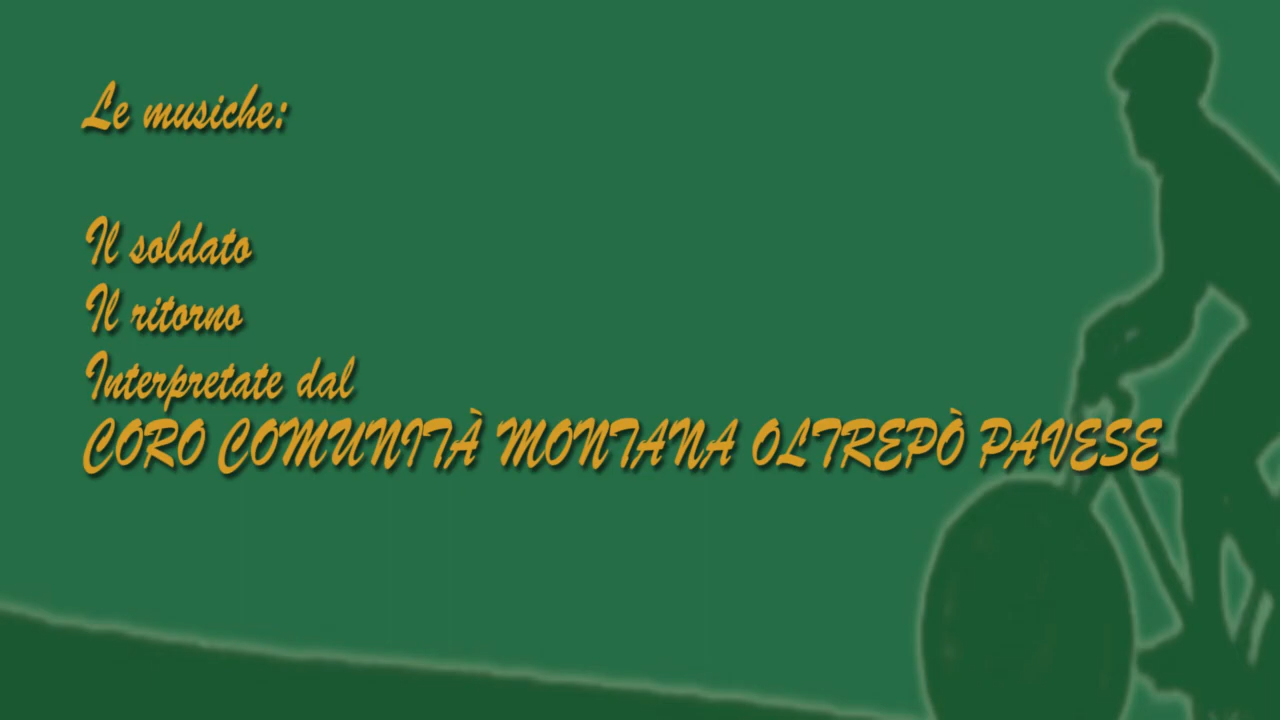 Le musiche:
Il soldato
Il ritorno
Interpretate dal
CORO COMUNITÀ MONTANA OLTREPÒ PAVESE